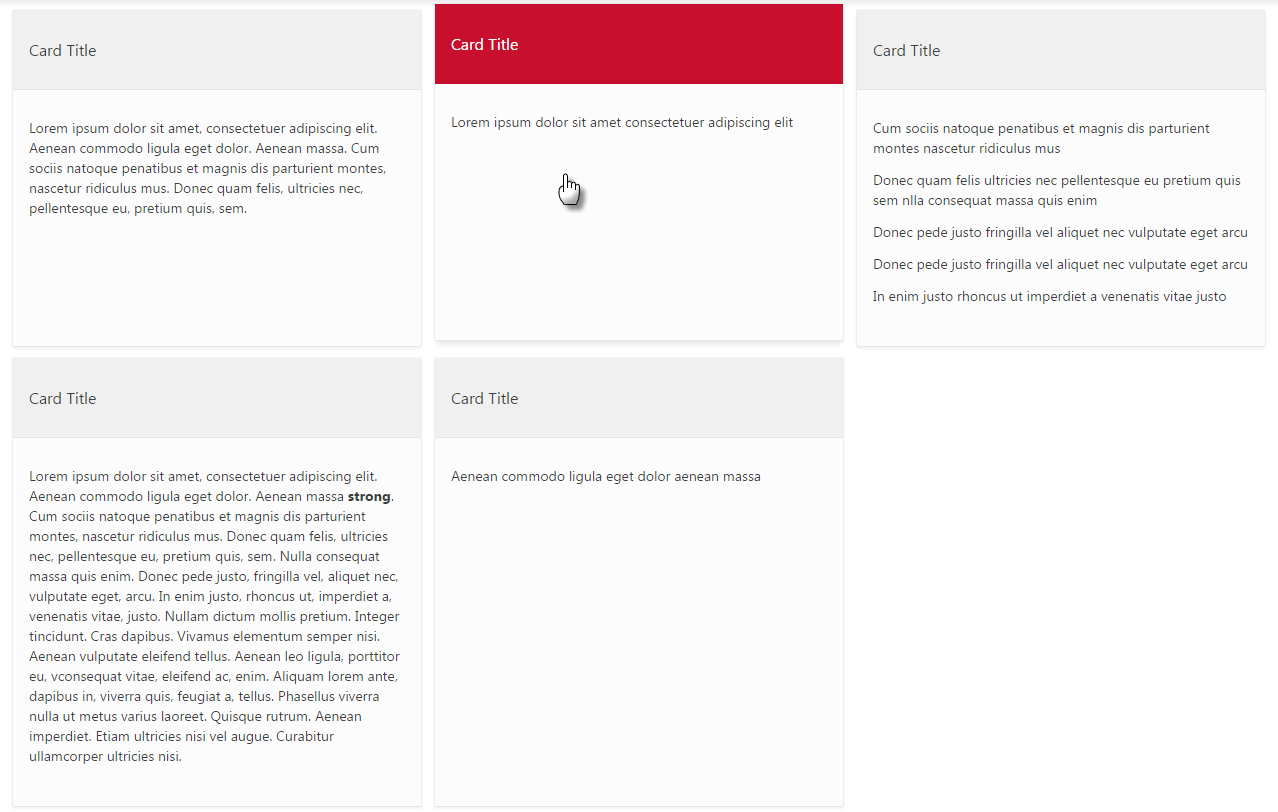 Card Title
Lorem ipsum dolor sit amet, consectetuer adipiscing elit.
Aenean commodo ligula eget dolor. Aenean massa. Cum
sociis natoque penatibus et magnis dis parturient montes,
nascetur ridiculus mus. Donec quam felis, ultricies nec,
pellentesque eu, pretium quis, sem.
Card Title
Lorem ipsum dolor sit amet consectetuer adipiscing elit
Card Title
Cum sociis natoque penatibus et magnis dis parturient
montes nascetur ridiculus mus
Donec quam felis ultricies nec pellentesque eu pretium quis
sem nlla consequat massa quis enim
Donec pede justo fringilla vel aliquet nec vulputate eget arcu
Donec pede justo fringilla vel aliquet nec vulputate eget arcu
In enim justo rhoncus ut imperdiet a venenatis vitae justo
Card Title
Lorem ipsum dolor sit amet, consectetuer adipiscing elit.
Aenean commodo ligula eget dolor. Aenean massa strong.
Cum sociis natoque penatibus et magnis dis parturient
montes, nascetur ridiculus mus. Donec quam felis, ultricies
nec, pellentesque eu, pretium quis, sem. Nulla consequat
massa quis enim. Donec pede justo, fringilla vel, aliquet nec,
vulputate eget, arcu. In enim justo, rhoncus ut, imperdiet a,
venenatis vitae, justo. Nullam dictum mollis pretium. Integer
tincidunt. Cras dapibus. Vivamus elementum semper nisi.
Aenean vulputate eleifend tellus. Aenean leo ligula, porttitor
eu, vconsequat vitae, eleifend ac, enim. Aliquam lorem ante,
dapibus in, viverra quis, feugiat a, tellus. Phasellus viverra
nulla ut metus varius laoreet. Quisque rutrum. Aenean
imperdiet. Etiam ultricies nisi vel augue. Curabitur
ullamcorper ultricies nisi.
Card Title
Aenean commodo ligula eget dolor aenean massa